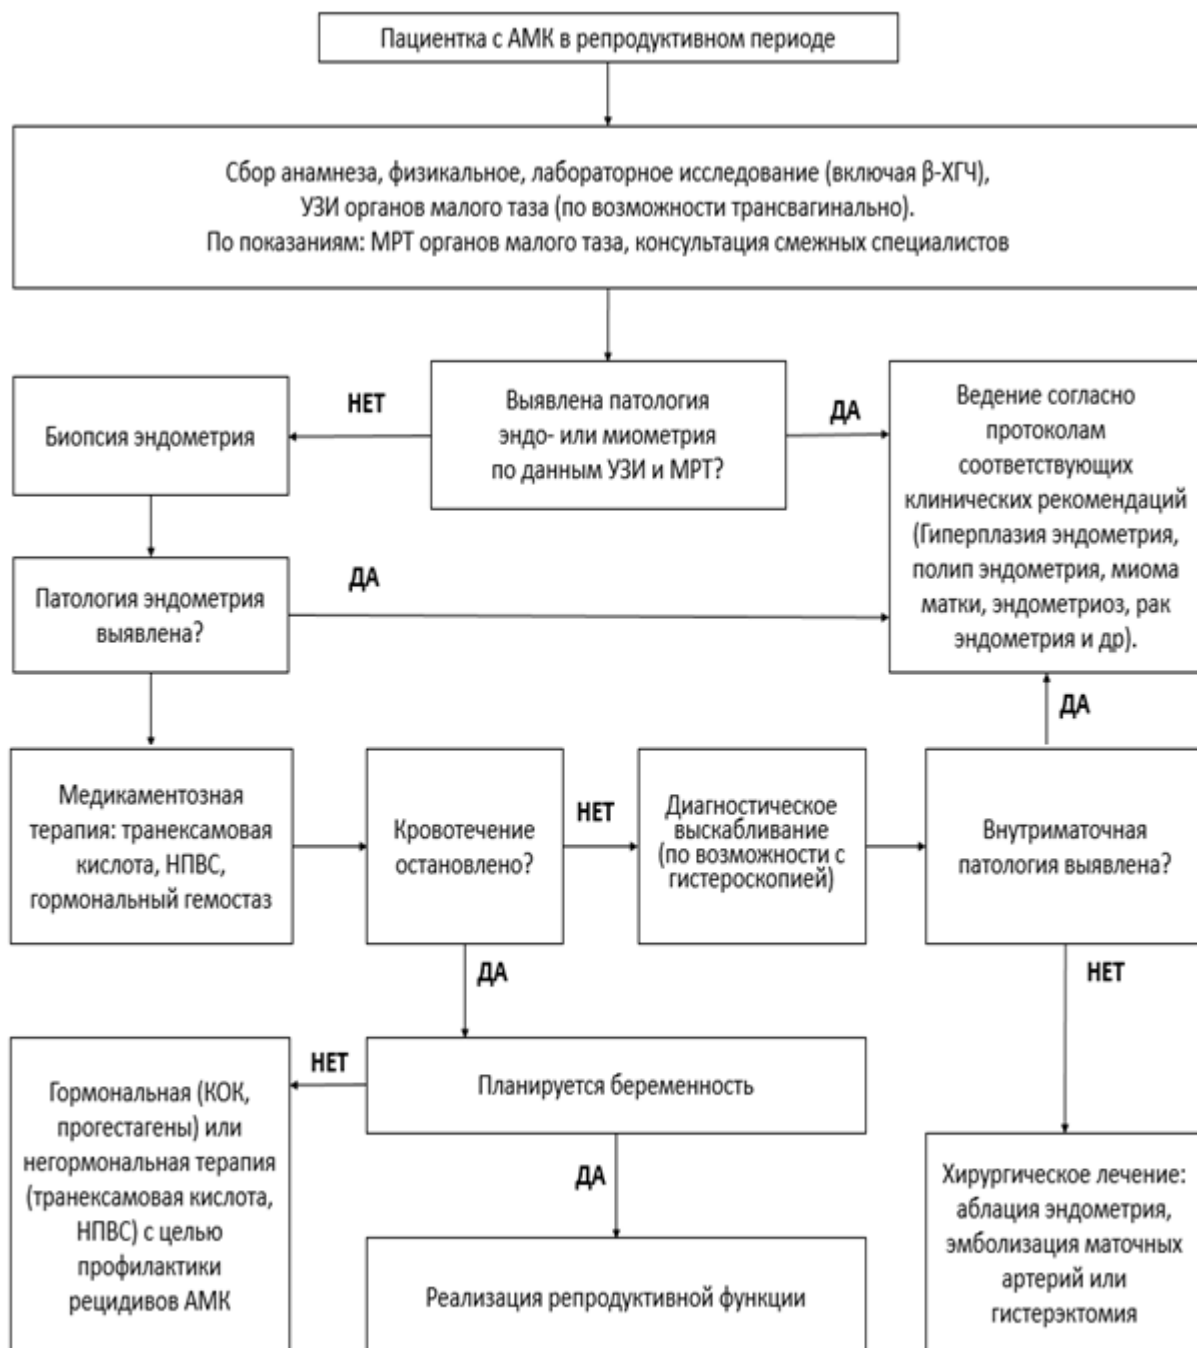 Пациентка с АМК в репродуктивном периоде
Сбор анамнеза, физикальное, лабораторное исследование (включая β-ХГЧ),
УЗИ органов малого таза (по возможности трансвагинально).
По показаниям: МРТ органов малого таза, консультация смежных специалистов
Биопсия эндометрия
НЕТ
Выявлена патология
эндо- или миометрия
по данным УЗИ и МРТ?
ДА
Ведение согласно
протоколам
соответствующих
клинических рекомендаций
(Гиперплазия эндометрия,
полип эндометрия, миома
матки, эндометриоз, рак
эндометрия и др).
Патология эндометрия
выявлена?
ДА
ДА
Медикаментозная
терапия: транексамовая
кислота, НПВС,
гормональный гемостаз
Кровотечение
остановлено?
НЕТ
Диагностическое
выскабливание
(по возможности с
гистероскопией)
Внутриматочная
патология выявлена?
ДА
НЕТ
Гормональная (КОК,
прогестагены) или
негормональная терапия
(транексамовая кислота,
НПВС) с целью
профилактики
рецидивов АМК
НЕТ
Планируется беременность
ДА
Реализация репродуктивной функции
Хирургическое лечение:
аблация эндометрия,
эмболизация маточных
артерий или
гистерэктомия